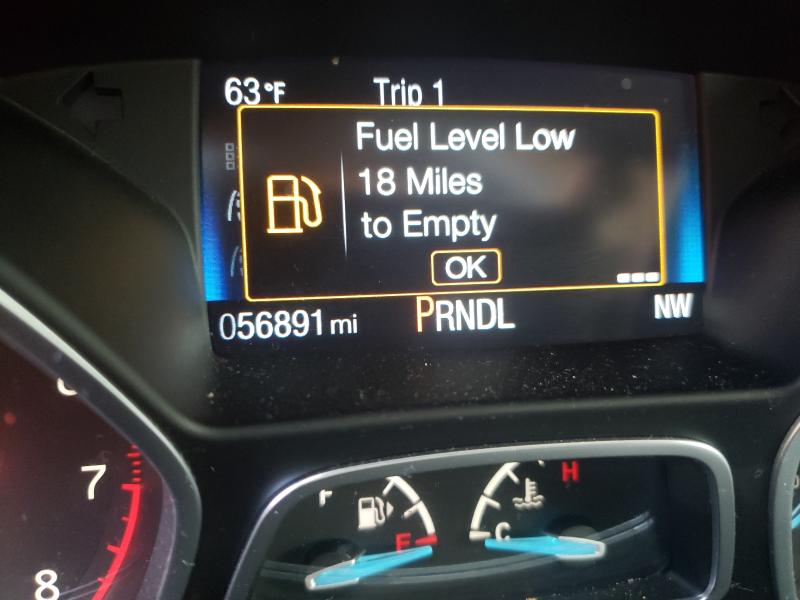 63°F Trip 1
Fuel Level Low
18 Miles
to Empty
OK
056891 mi PRNDL NW
7
8
F
E
H
C